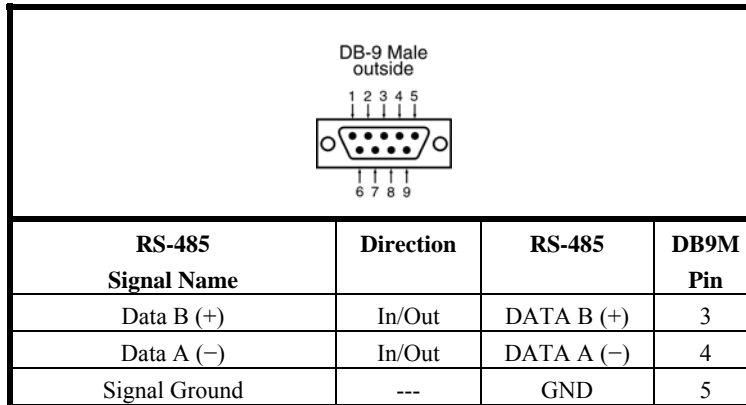 DB-9 Male
outside
1 2 3 4 5
6 7 8 9
RS-485 Signal Name Direction RS-485 DB9M Pin
Data B (+) In/Out DATA B (+) 3
Data A (−) In/Out DATA A (−) 4
Signal Ground --- GND 5